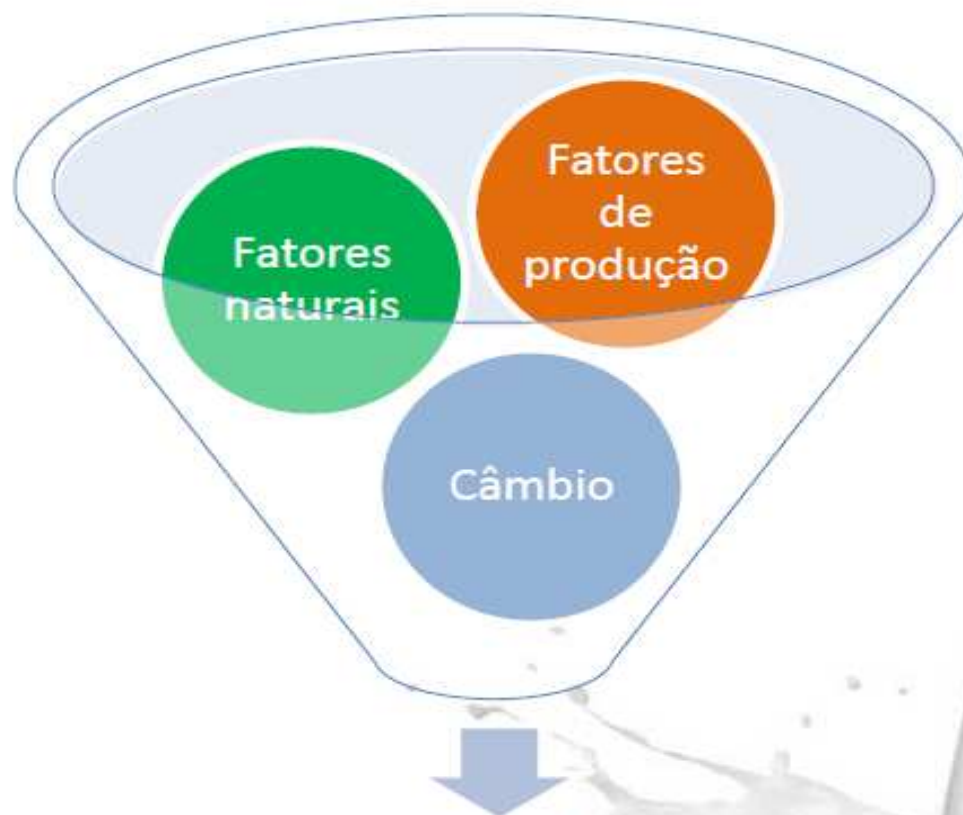 Fatores
naturais
Fatores
de
produção
Câmbio